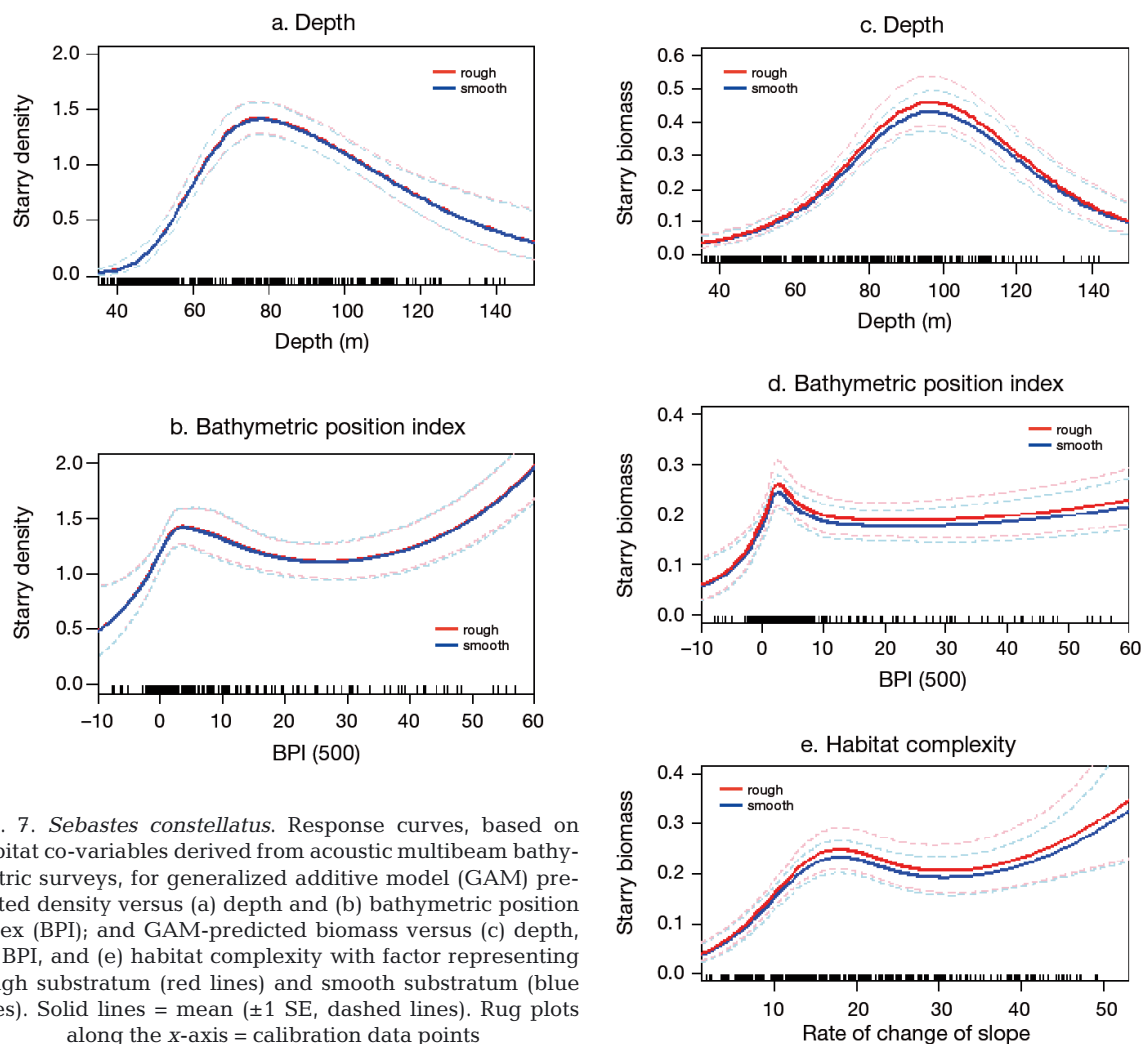 a. Depth
2.0
1.5
1.0
0.5
0.0
Starry density
rough
smooth
40 60 80 100 120 140
Depth (m)
b. Bathymetric position index
2.0
1.5
1.0
0.5
0.0
Starry density
rough
smooth
−10 0 10 20 30 40 50 60
BPI (500)
. 7. Sebastes constellatus. Response curves, based on
co-variables derived from acoustic multibeam bathy-
surveys, for generalized additive model (GAM) pre-
density versus (a) depth and (b) bathymetric position
(BPI); and GAM-predicted biomass versus (c) depth,
BPI, and (e) habitat complexity with factor representing
substratum (red lines) and smooth substratum (blue
Solid lines = mean (±1 SE, dashed lines). Rug plots
along the x-axis = calibration data points
c. Depth
0.6
0.5
0.4
0.3
0.2
0.1
0.0
Starry biomass
rough
smooth
40 60 80 100 120 140
Depth (m)
d. Bathymetric position index
0.4
0.3
0.2
0.1
0.0
Starry biomass
rough
smooth
−10 0 10 20 30 40 50 60
BPI (500)
e. Habitat complexity
0.4
0.3
0.2
0.1
0.0
Starry biomass
rough
smooth
10 20 30 40 50
Rate of change of slope